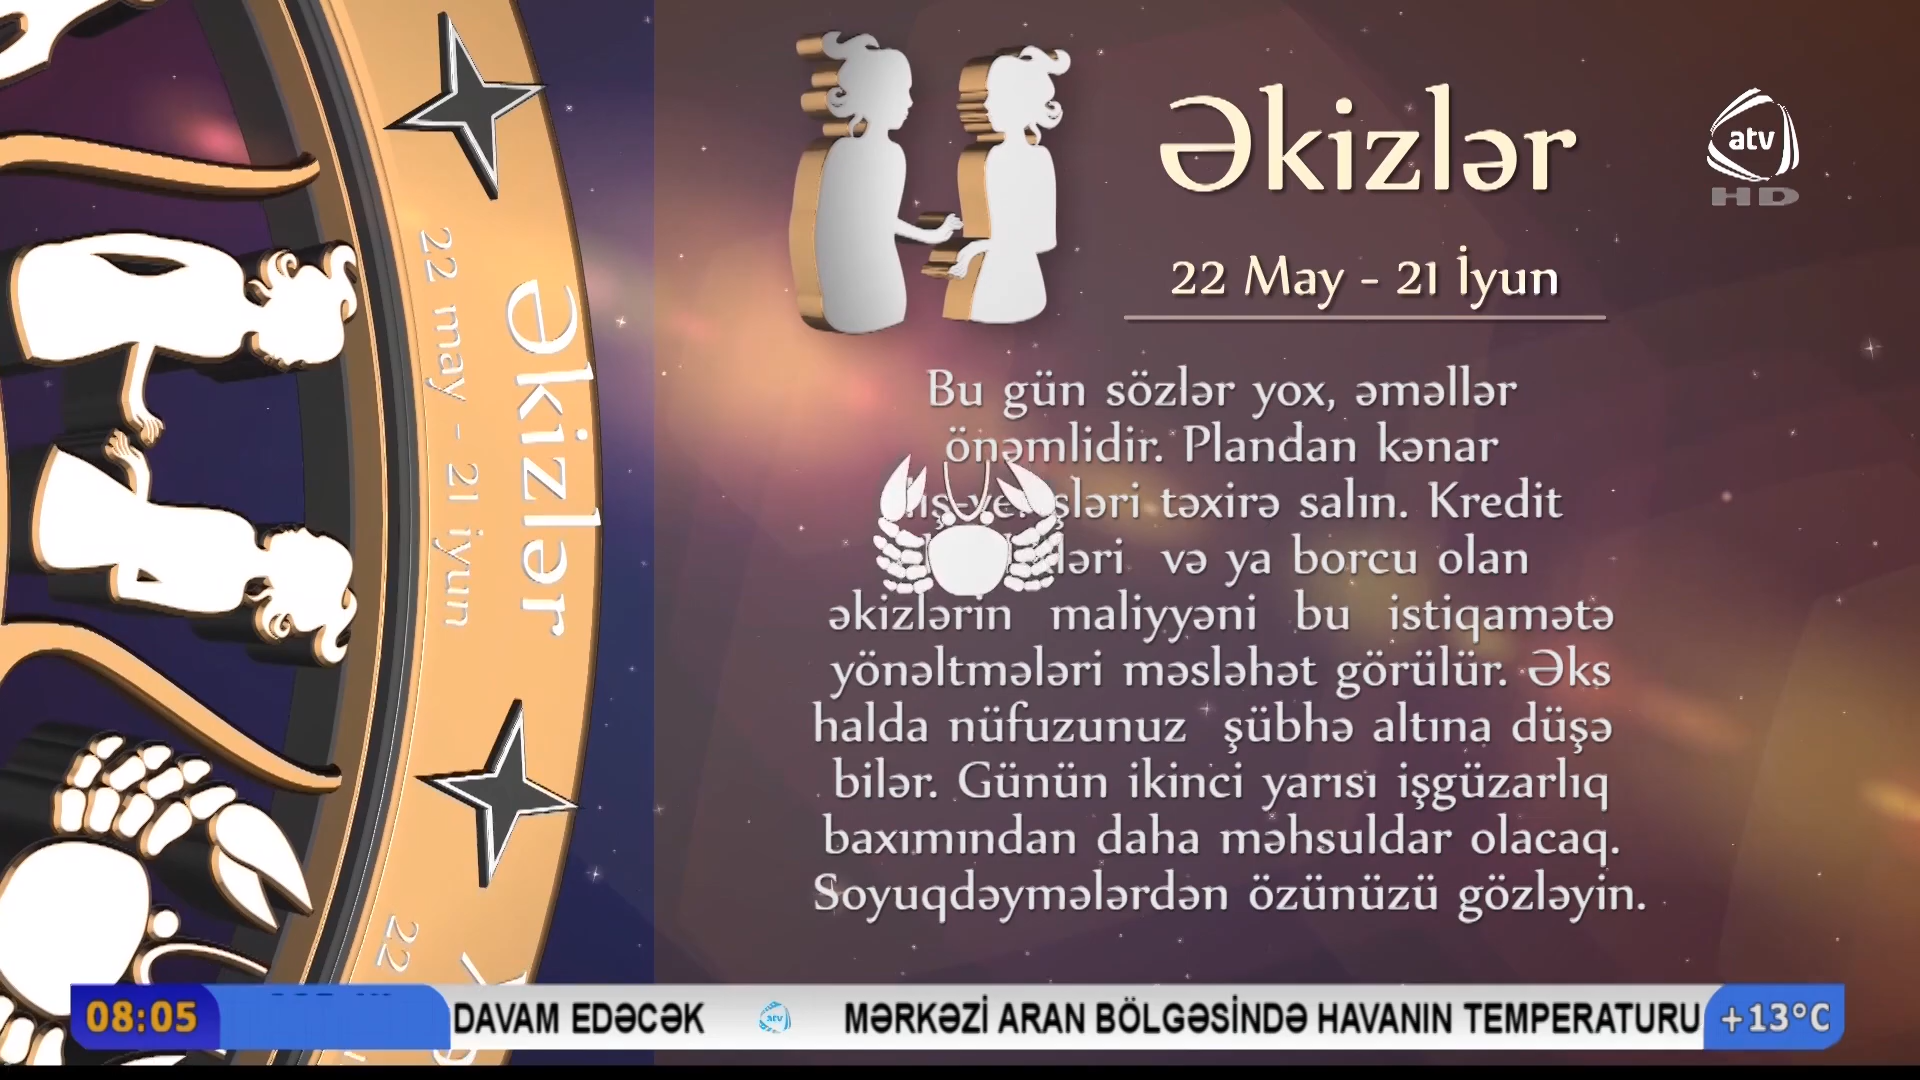 Əkizlər
22 may - 21 iyun
22
Əkizlər
atv
HD
22 May - 21 İyun
Bu gün sözlər yox, əməllər
önəmlidir. Plandan kənar
təxirə salın. Kredit
və ya borcu olan
əkizlərin maliyyəni bu istiqamətə
yönəltmələri məsləhət görülür. Əks
halda nüfuzunuz şübhə altına düşə
bilər. Günün ikinci yarısı işgüzarlıq
baxımından daha məhsuldar olacaq.
Soyuqdəymələrdən özünüzü gözləyin.
08:05 DAVAM EDƏCƏK atv MƏRKƏZİ ARAN BÖLGƏSİNDƏ HAVANIN TEMPERATURU +13°C